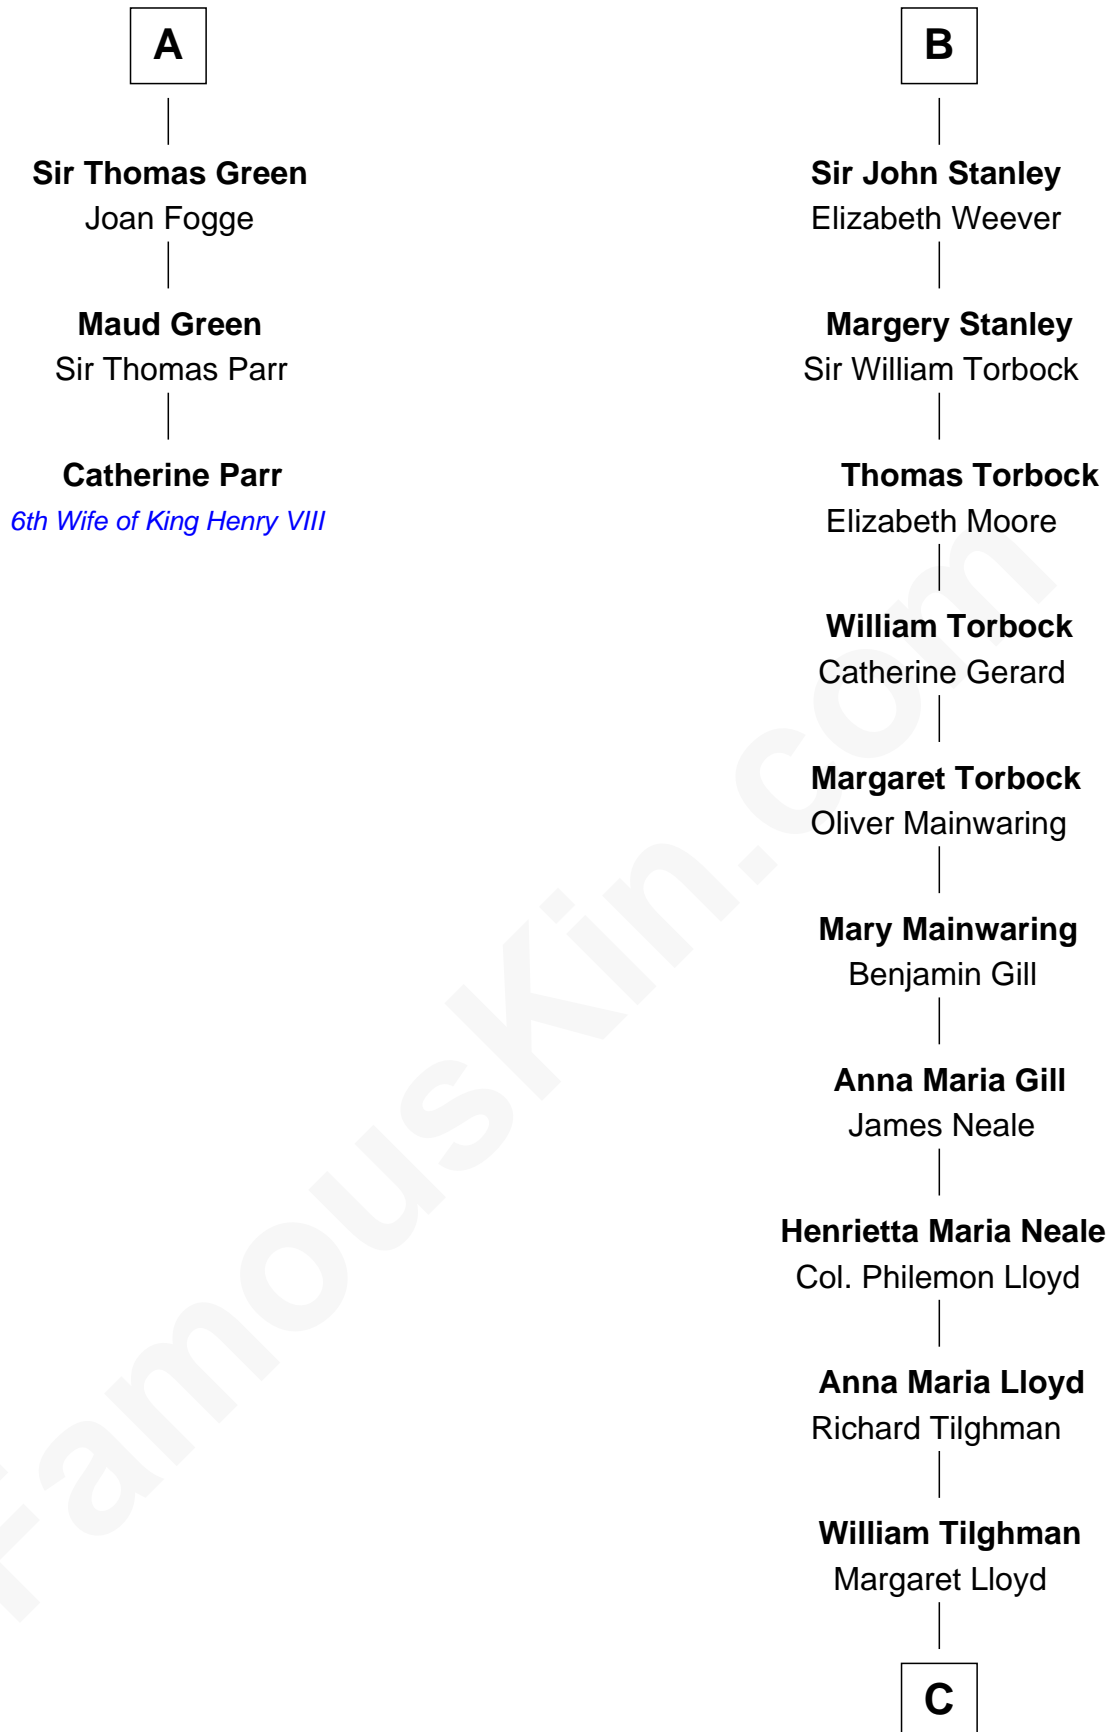 A
Sir Thomas Green
Joan Fogge
Maud Green
Sir Thomas Parr
Catherine Parr
6th Wife of King Henry VIII
B
Sir John Stanley
Elizabeth Weever
Margery Stanley
Sir William Torbock
Thomas Torbock
Elizabeth Moore
William Torbock
Catherine Gerard
Margaret Torbock
Oliver Mainwaring
Mary Mainwaring
Benjamin Gill
Anna Maria Gill
James Neale
Henrietta Maria Neale
Col. Philemon Lloyd
Anna Maria Lloyd
Richard Tilghman
William Tilghman
Margaret Lloyd
C
FamousKin.com